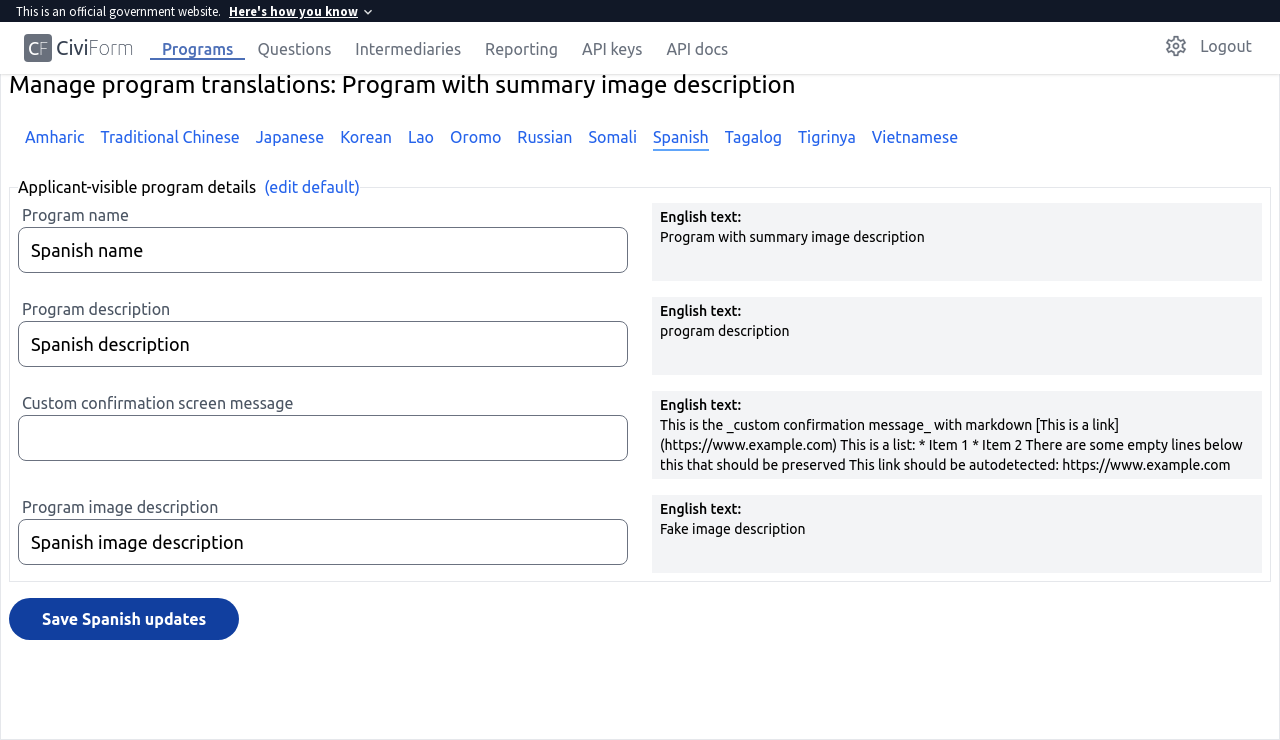 This is an official government website. Here's how you know
CF CiviForm Programs Questions Intermediaries Reporting API keys API docs Logout
Manage program translations: Program with summary image description
Amharic Traditional Chinese Japanese Korean Lao Oromo Russian Somali Spanish Tagalog Tigrinya Vietnamese
Applicant-visible program details (edit default)
Program name
Spanish name
English text:
Program with summary image description
Program description
Spanish description
English text:
program description
Custom confirmation screen message
English text:
This is the _custom confirmation message_ with markdown [This is a link]
(https://www.example.com) This is a list: * Item 1 * Item 2 There are some empty lines below
this that should be preserved This link should be autodetected: https://www.example.com
Program image description
Spanish image description
English text:
Fake image description
Save Spanish updates